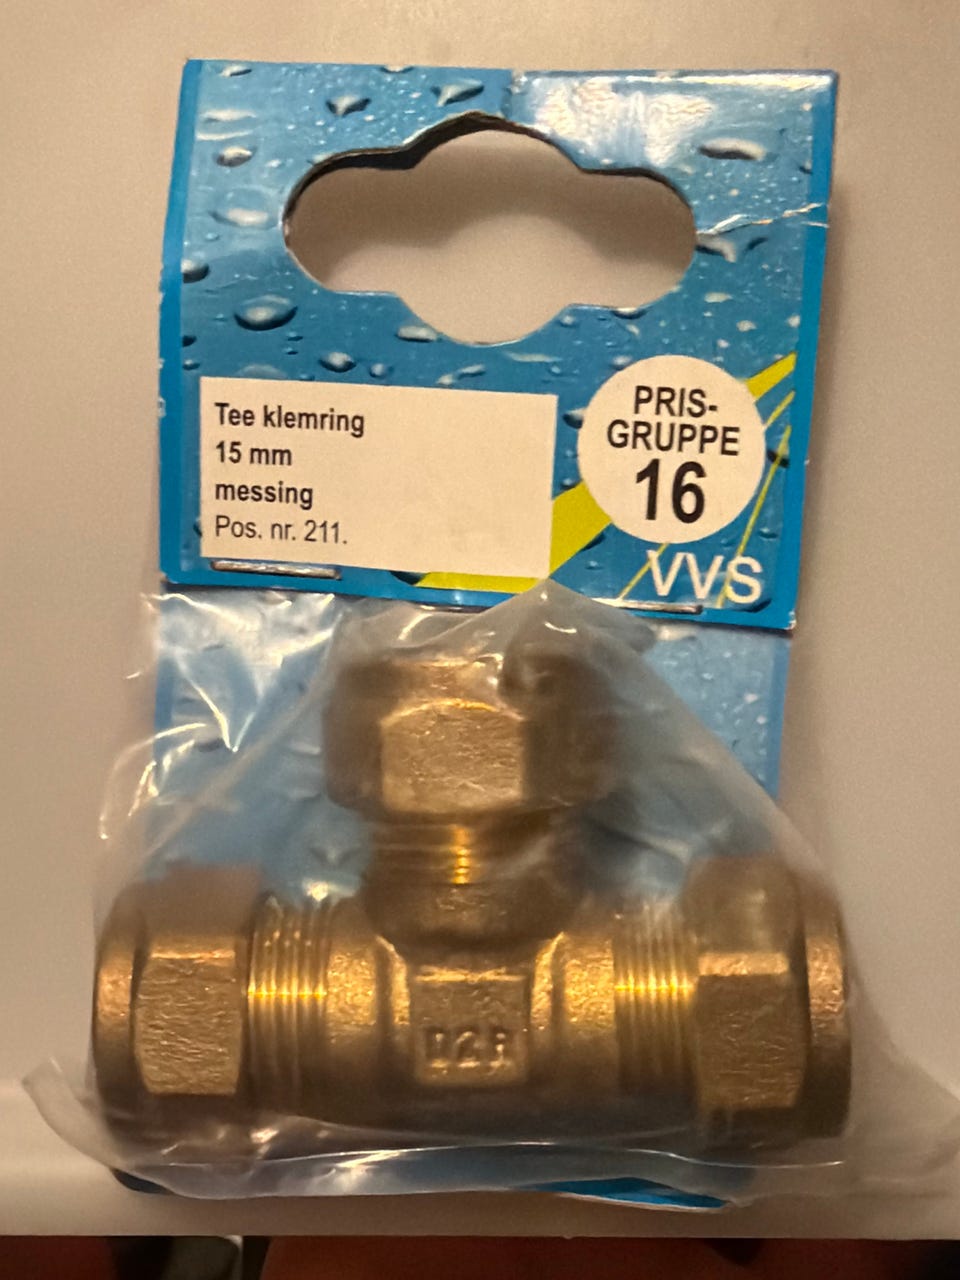 Tee klemring
15 mm
messing
Pos. nr. 211.
PRIS-
GRUPPE
16
VVS